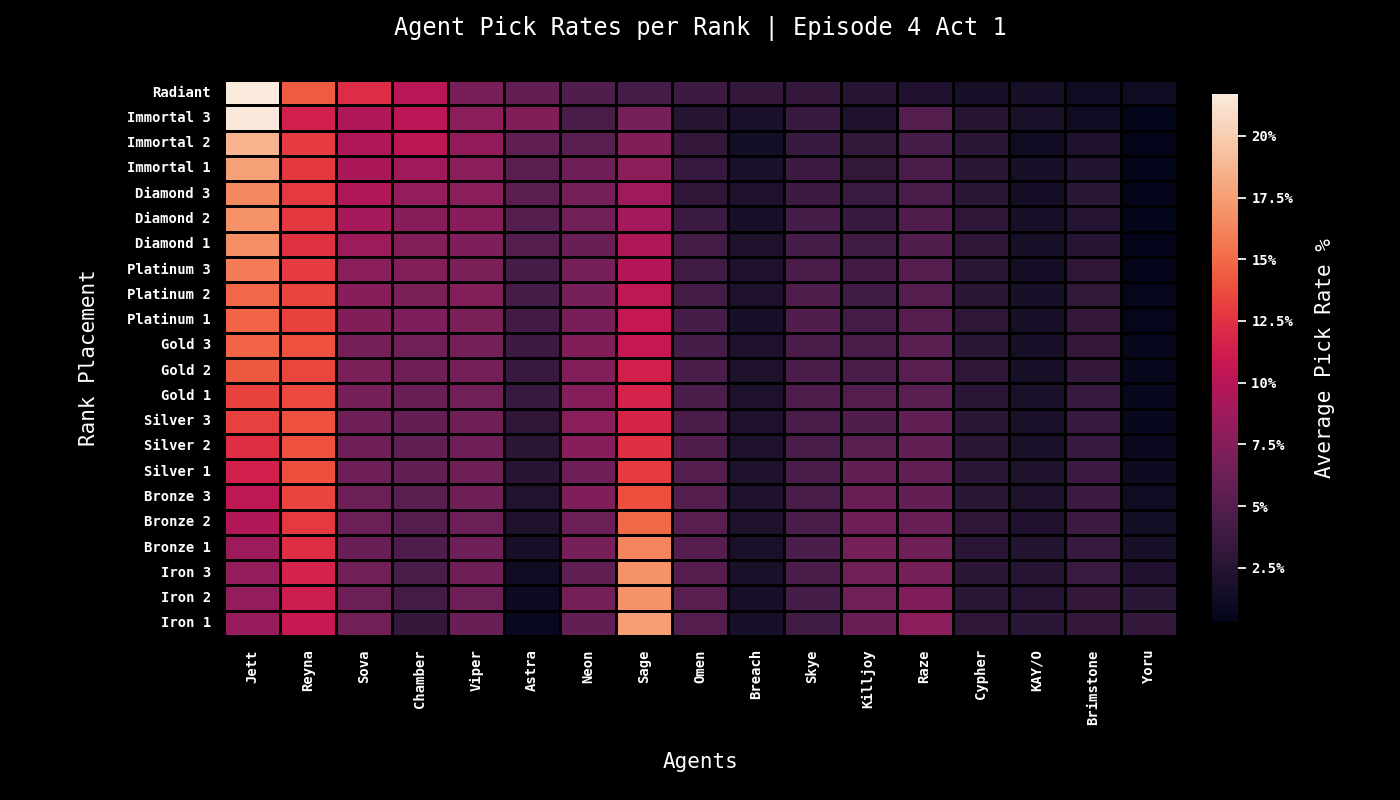 Agent Pick Rates per Rank | Episode 4 Act 1
Rank Placement
Radiant
Immortal 3
Immortal 2
Immortal 1
Diamond 3
Diamond 2
Diamond 1
Platinum 3
Platinum 2
Platinum 1
Gold 3
Gold 2
Gold 1
Silver 3
Silver 2
Silver 1
Bronze 3
Bronze 2
Bronze 1
Iron 3
Iron 2
Iron 1
Jett
Reyna
Sova
Chamber
Viper
Astra
Neon
Sage
Omen
Breach
Skye
Killjoy
Raze
Cypher
KAY/O
Brimstone
Yoru
Agents
20%
17.5%
15%
12.5%
10%
7.5%
5%
2.5%
Average Pick Rate %